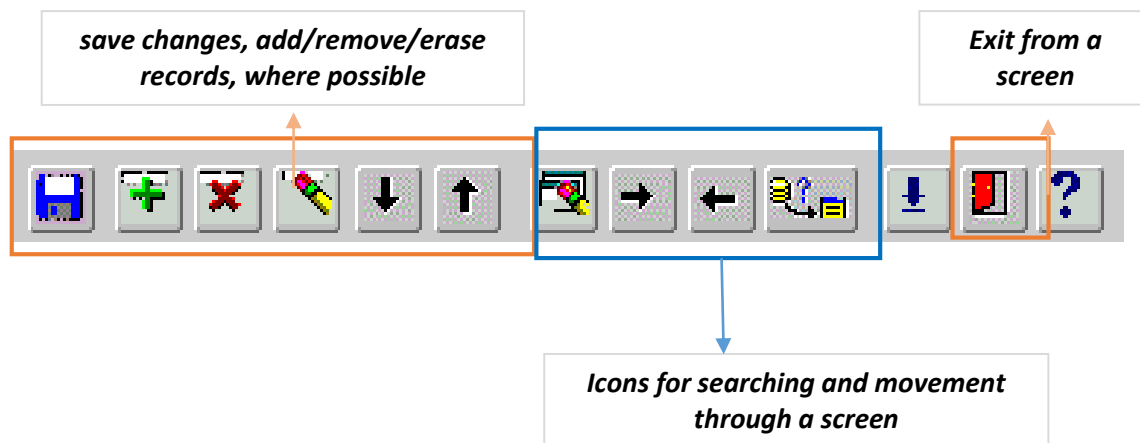 save changes, add/remove/erase
records, where possible
Exit from a
screen
?
?
Icons for searching and movement
through a screen